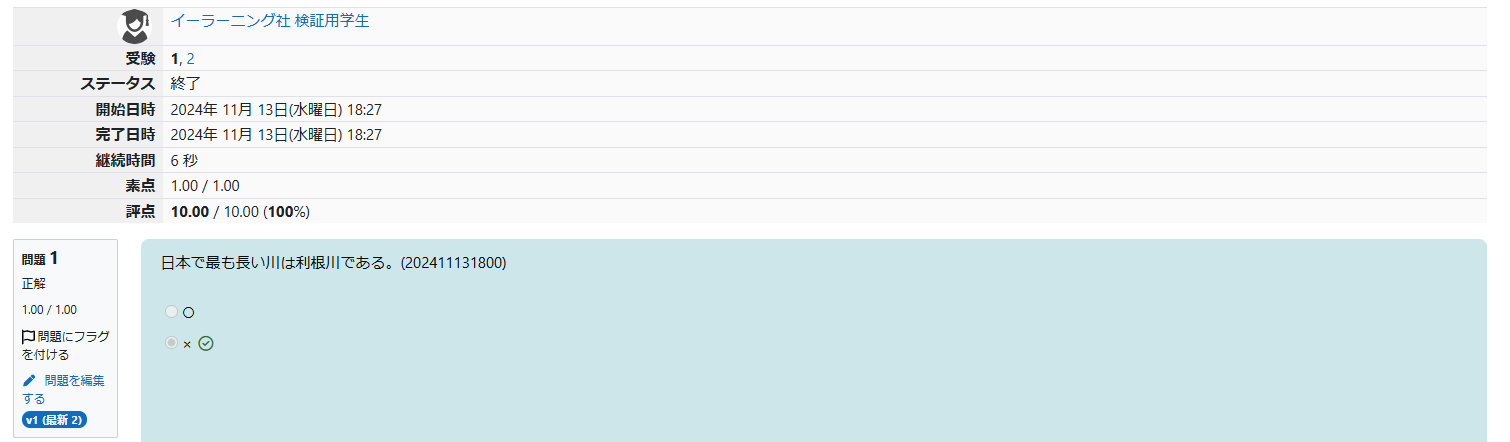 イーラーニング社 検証用学生
受験 1, 2
ステータス 終了
開始日時 2024年 11月 13日(水曜日) 18:27
完了日時 2024年 11月 13日(水曜日) 18:27
継続時間 6 秒
素点 1.00 / 1.00
評点 10.00 / 10.00 (100%)
問題 1
正解
1.00 / 1.00
問題にフラグ
を付ける
問題を編集
する
v1 (最新 2)
日本で最も長い川は利根川である。(202411131800)
〇
×